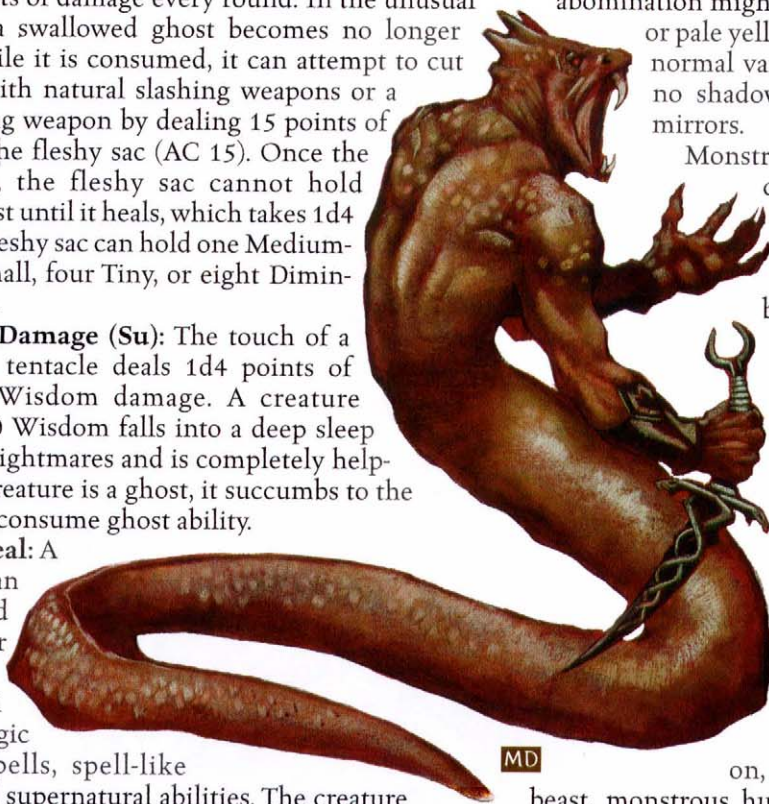 ts of damage every round. In the unusual
a swallowed ghost becomes no longer
ile it is consumed, it can attempt to cut
ith natural slashing weapons or a
ng weapon by dealing 15 points of
he fleshy sac (AC 15). Once the
, the fleshy sac cannot hold
st until it heals, which takes 1d4
leshy sac can hold one Medium-
all, four Tiny, or eight Dimin-
Damage (Su): The touch of a
tentacle deals 1d4 points of
Wisdom damage. A creature
Wisdom falls into a deep sleep
ightmares and is completely help-
reature is a ghost, it succumbs to the
consume ghost ability.
eal: A
an
d
r
gic
pells, spell-like
supernatural abilities. The creature
abomination might
or pale yell
normal va
no shadow
mirrors.
Monstr
c
b
on,
beast, monstrous hu
MD